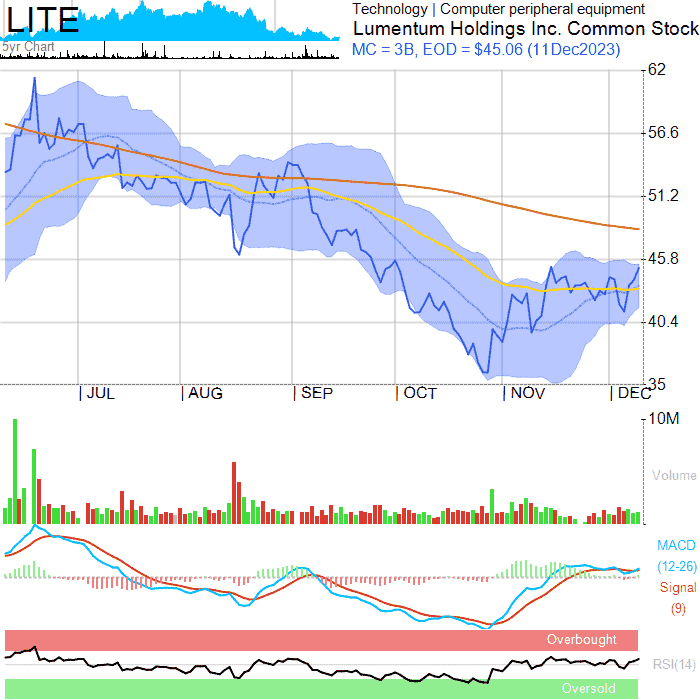 LITE
5yr Chart
Technology | Computer peripheral equipment
Lumentum Holdings Inc. Common Stock
MC = 3B, EOD = $45.06 (11Dec2023)
62
56.6
51.2
45.8
40.4
35
| JUL
| AUG
| SEP
| OCT
| NOV
| DEC
10M
Volume
MACD
(12-26)
Signal
(9)
Overbought
RSI(14)
Oversold